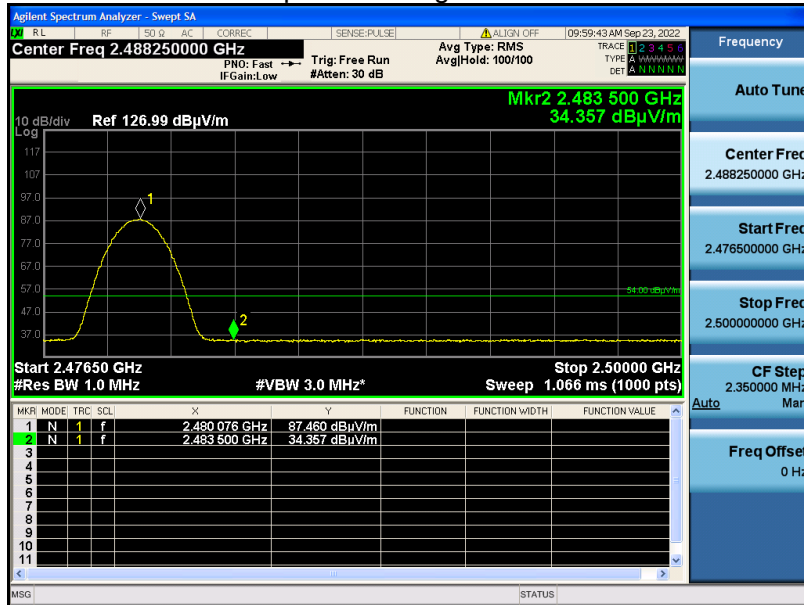 Agilent Spectrum Analyzer - Swept SA
LXI RL RF 50 Ω AC CORREC SENSE:PULSE ALIGN OFF 09:59:43 AM Sep 23, 2022
Center Freq 2.488250000 GHz
PNO: Fast
IFGain:Low
Trig: Free Run
#Atten: 30 dB
Avg Type: RMS
Avg|Hold: 100/100
TRACE 1 2 3 4 5 6
TYPE A WWWWW
DET A N N N N N
Mkr2 2.483 500 GHz
34.357 dBµV/m
10 dB/div Ref 126.99 dBµV/m
Log
117
107
97.0
87.0
77.0
67.0
57.0
47.0
37.0
1
2
54.00 dBµV/m
Start 2.47650 GHz Stop 2.50000 GHz
#Res BW 1.0 MHz #VBW 3.0 MHz* Sweep 1.066 ms (1000 pts)
MKR MODE TRC SCL X Y FUNCTION FUNCTION WIDTH FUNCTION VALUE
1 N 1 f 2.480 076 GHz 87.460 dBµV/m
2 N 1 f 2.483 500 GHz 34.357 dBµV/m
3
4
5
6
7
8
9
10
11
MSG STATUS
Frequency
Auto Tune
Center Freq
2.488250000 GHz
Start Freq
2.476500000 GHz
Stop Freq
2.500000000 GHz
CF Step
2.350000 MHz
Auto Man
Freq Offset
0 Hz